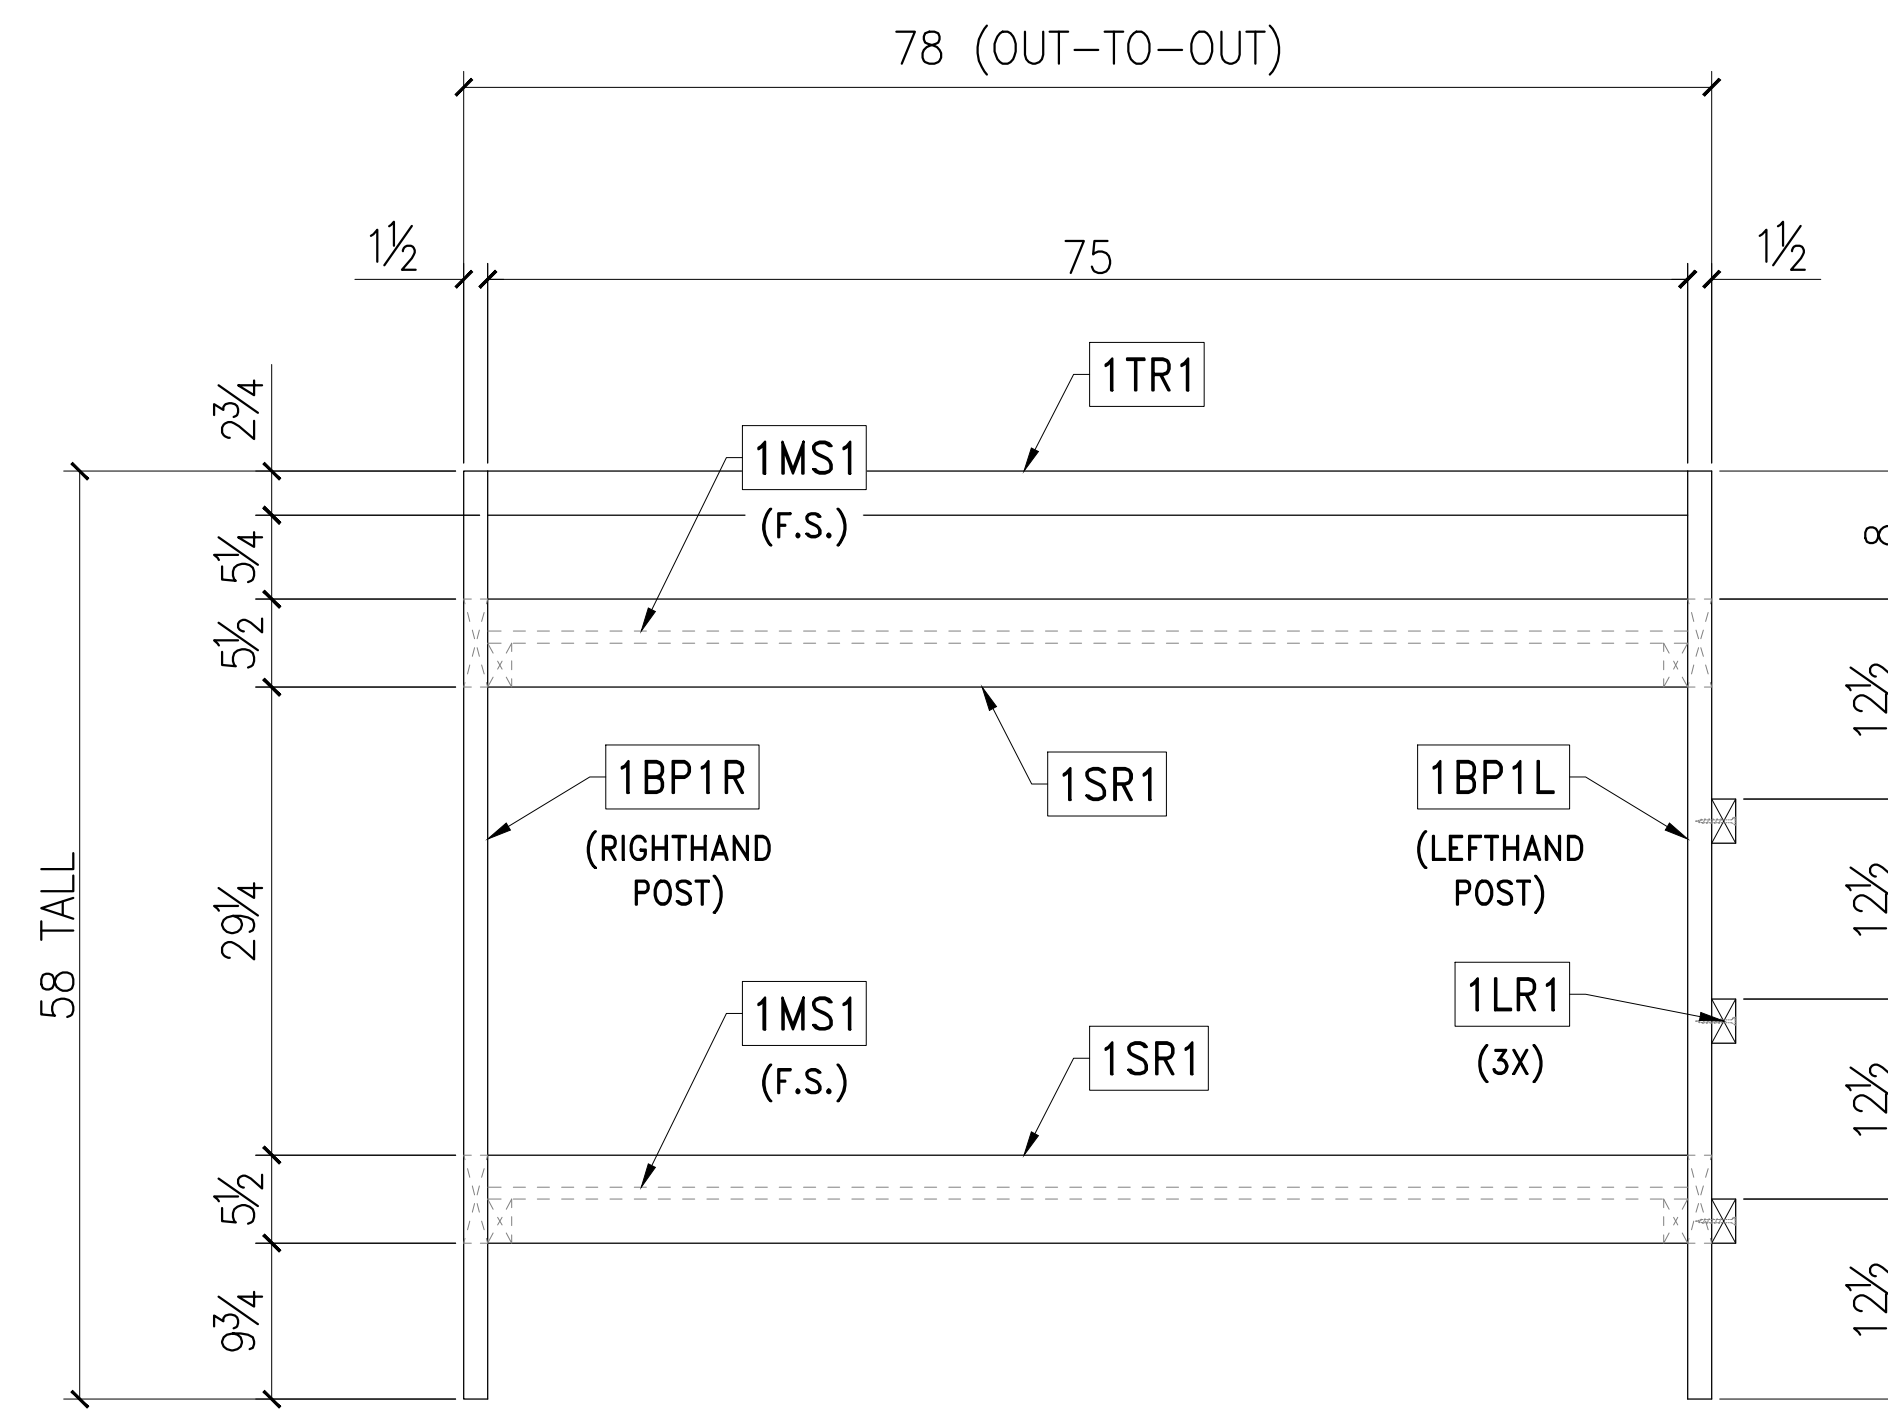 78 (OUT-TO-OUT)
1½
75
1½
1TR1
2¾
1MS1
(F.S.)
5¼
8
5½
12½
1BP1R
(RIGHTHAND
POST)
1SR1
1BP1L
(LEFTHAND
POST)
58 TALL
29¼
12½
1MS1
(F.S.)
1LR1
(3X)
1SR1
12½
5½
9¾
12½